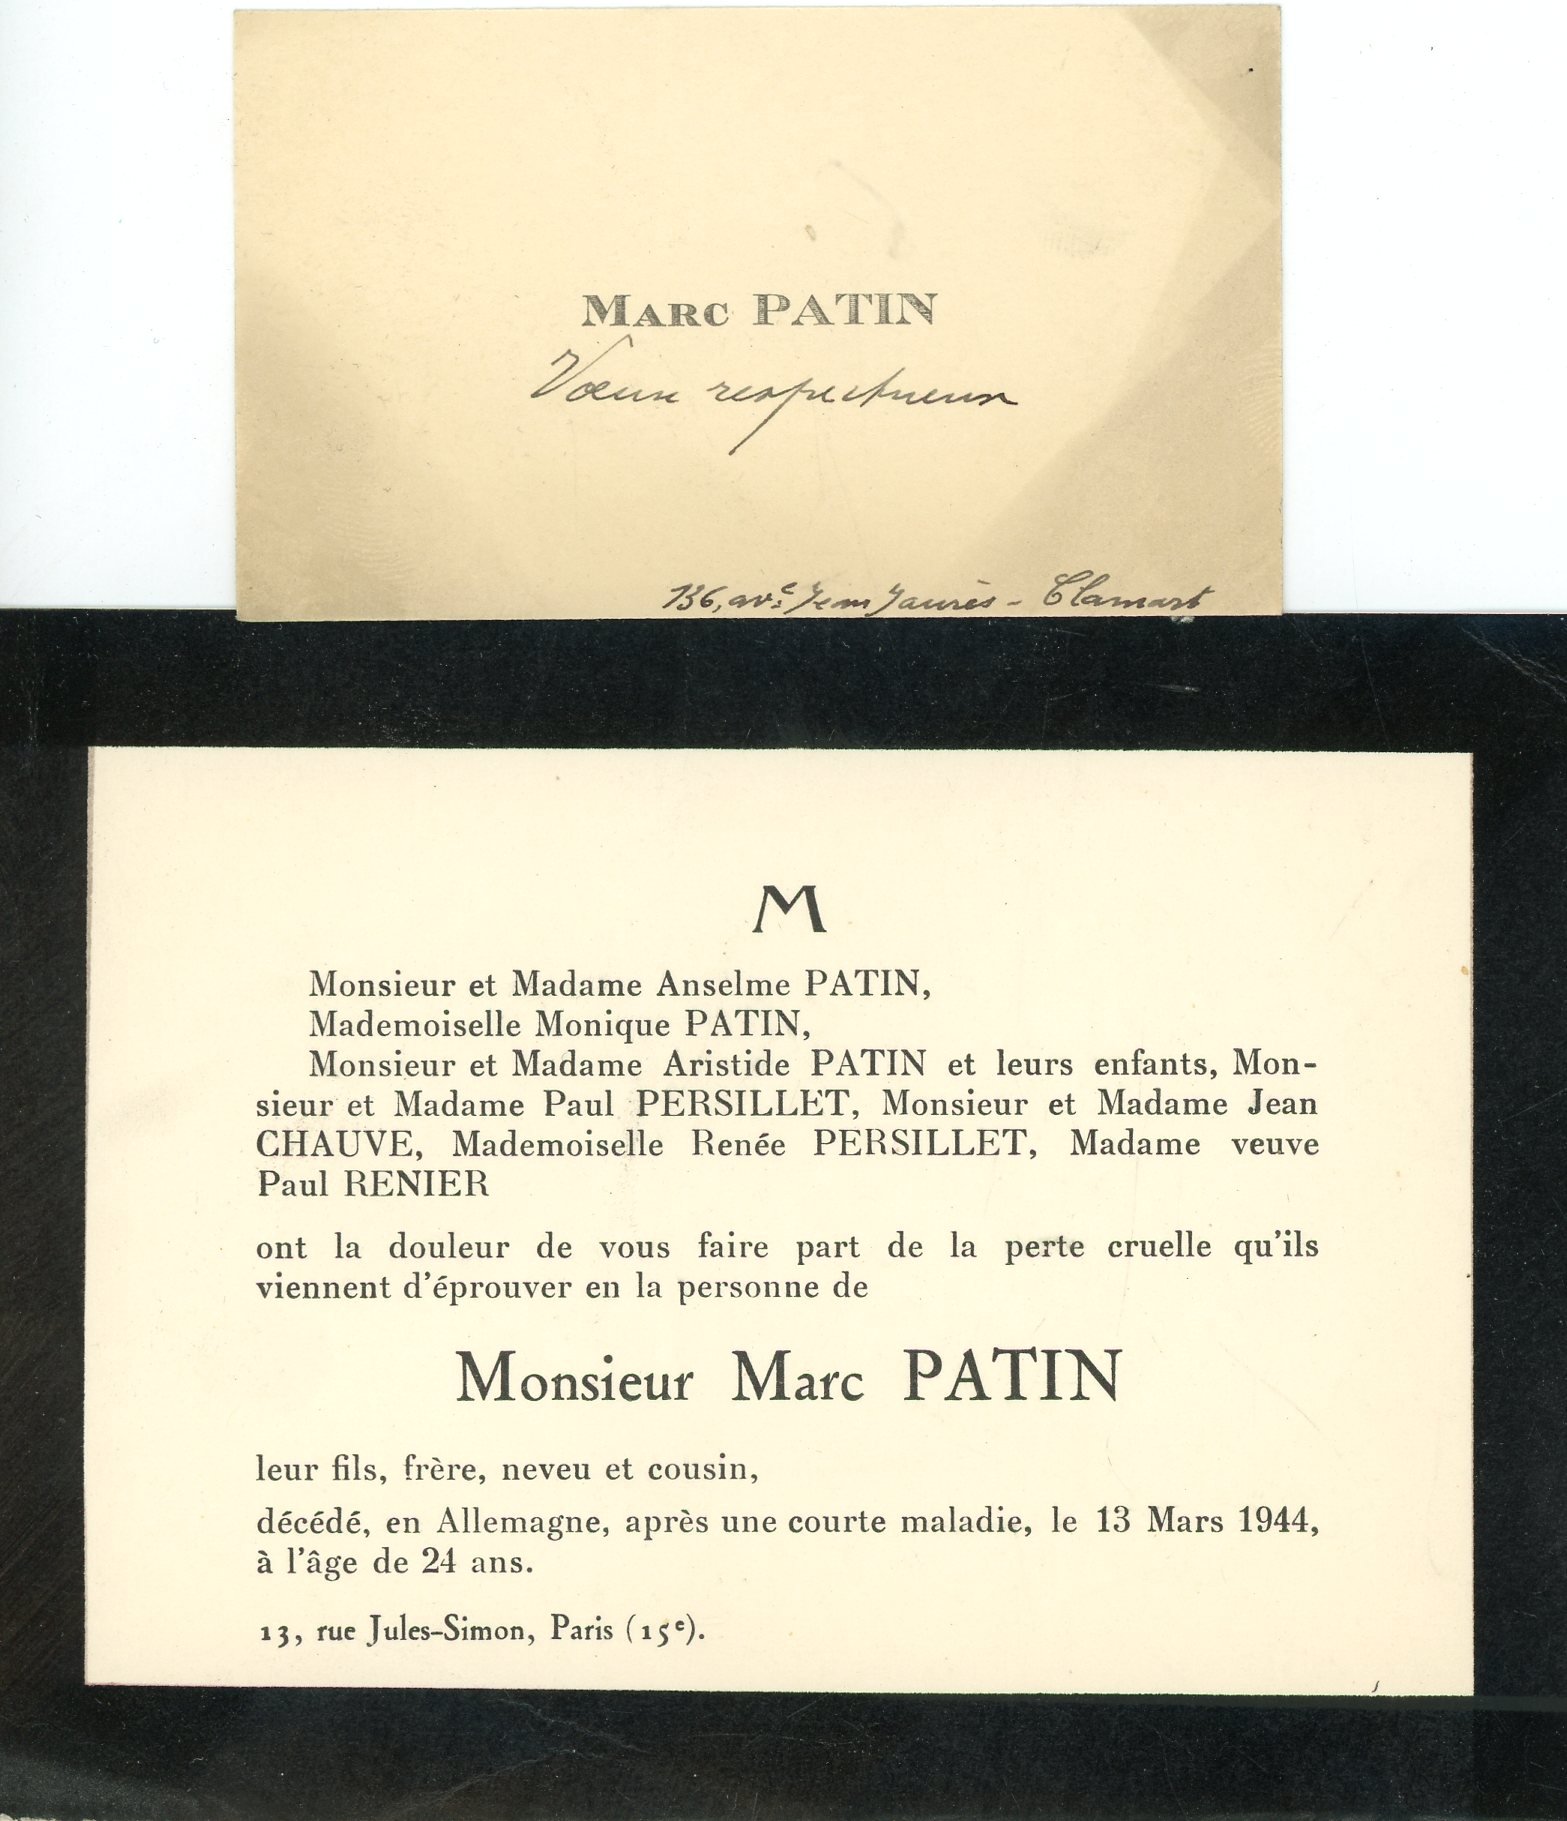 MARC PATIN
Vœux respectueux
136, av.e Jean Jaurès - Clamart
M
Monsieur et Madame Anselme PATIN,
Mademoiselle Monique PATIN,
Monsieur et Madame Aristide PATIN et leurs enfants, Mon-
sieur et Madame Paul PERSILLET, Monsieur et Madame Jean
CHAUVE, Mademoiselle Renée PERSILLET, Madame veuve
Paul RENIER
ont la douleur de vous faire part de la perte cruelle qu'ils
viennent d'éprouver en la personne de
Monsieur Marc PATIN
leur fils, frère, neveu et cousin,
décédé, en Allemagne, après une courte maladie, le 13 Mars 1944,
à l'âge de 24 ans.
13, rue Jules-Simon, Paris (15e).